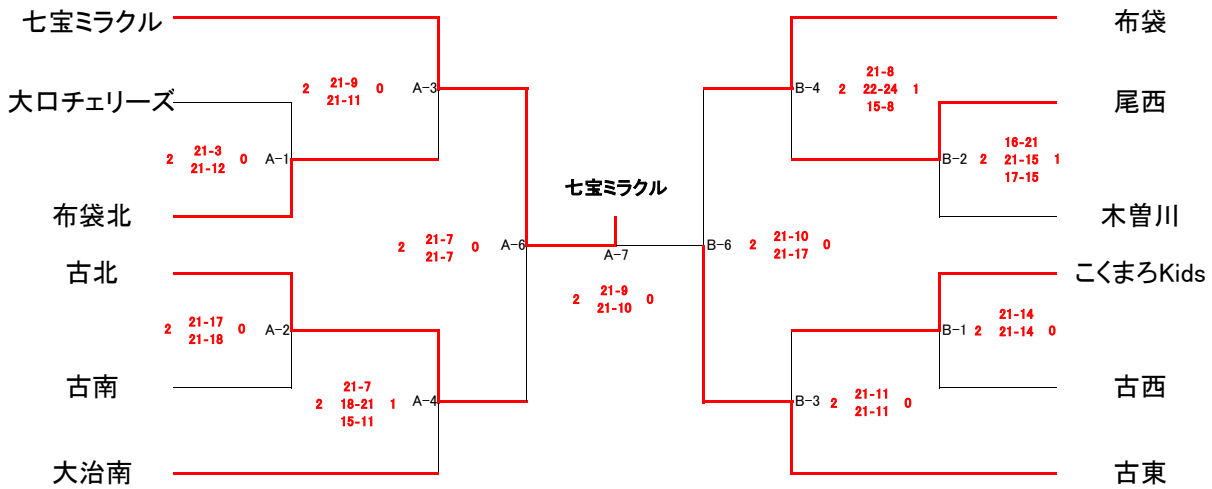 七宝ミラクル
布袋
21-9
2 0 A-3
21-11
21-8
B-4 2 22-24 1
15-8
大口チェリーズ
尾西
21-3
2 0 A-1
21-12
16-21
B-2 2 21-15 1
17-15
七宝ミラクル
布袋北
木曽川
21-7
2 0 A-6
21-7
A-7
21-10
B-6 2 0
21-17
古北
こくまろKids
21-9
2 0
21-10
21-17
2 0 A-2
21-18
21-14
B-1 2 21-14 0
古南
古西
21-7
2 18-21 1 A-4
15-11
21-11
B-3 2 0
21-11
大治南
古東